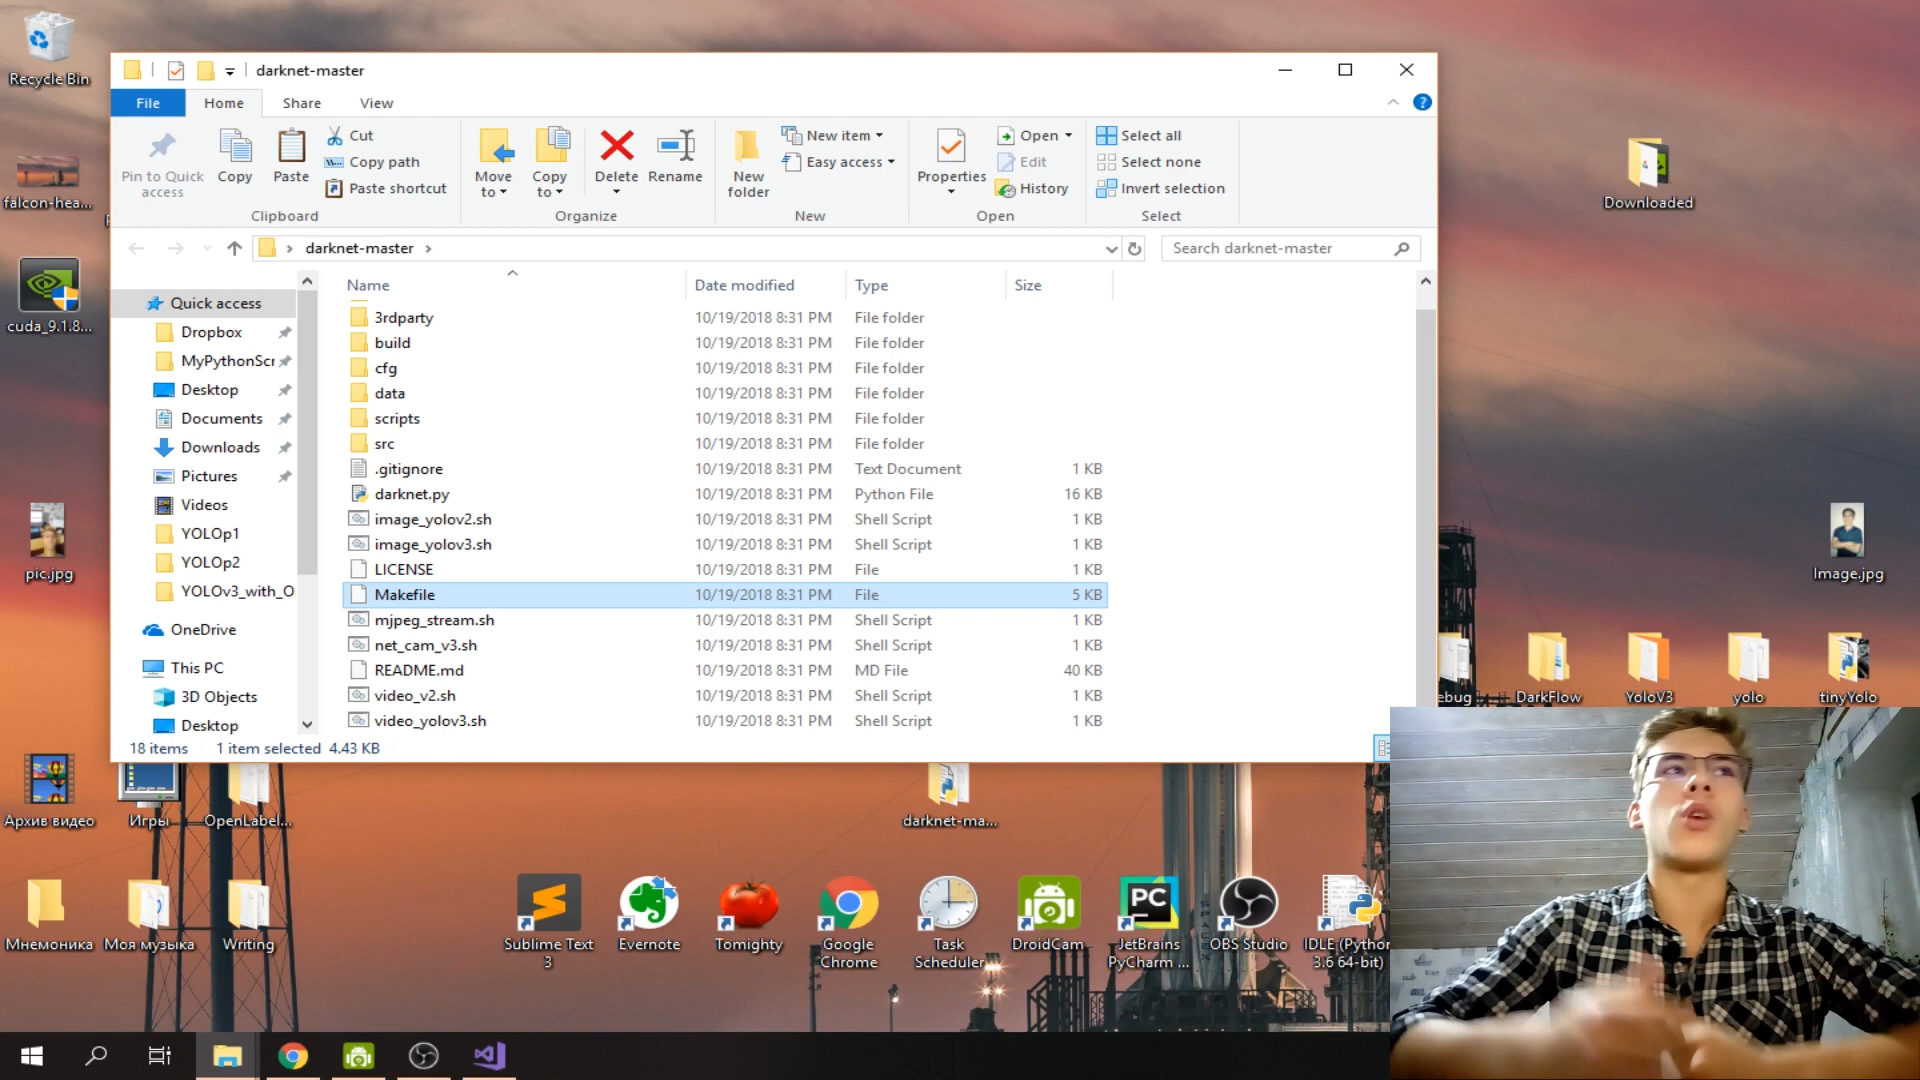 Recycle Bin
falcon-hea...
cuda_9.1.8...
pic.jpg
Архив видео
Игры
OpenLabel...
Мнемоника
Моя музыка
Writing
darknet-master
File
Home
Share
View
Pin to Quick access
Copy
Paste
Cut
Copy path
Paste shortcut
Clipboard
Move to
Copy to
Delete
Rename
Organize
New folder
New item
Easy access
New
Properties
Open
Edit
History
Open
Select all
Select none
Invert selection
Select
darknet-master
Search darknet-master
Quick access
Dropbox
MyPythonScr
Desktop
Documents
Downloads
Pictures
Videos
YOLOp1
YOLOp2
YOLOv3_with_O
OneDrive
This PC
3D Objects
Desktop
Name Date modified Type Size
3rdparty 10/19/2018 8:31 PM File folder
build 10/19/2018 8:31 PM File folder
cfg 10/19/2018 8:31 PM File folder
data 10/19/2018 8:31 PM File folder
scripts 10/19/2018 8:31 PM File folder
src 10/19/2018 8:31 PM File folder
.gitignore 10/19/2018 8:31 PM Text Document 1 KB
darknet.py 10/19/2018 8:31 PM Python File 16 KB
image_yolov2.sh 10/19/2018 8:31 PM Shell Script 1 KB
image_yolov3.sh 10/19/2018 8:31 PM Shell Script 1 KB
LICENSE 10/19/2018 8:31 PM File 1 KB
Makefile 10/19/2018 8:31 PM File 5 KB
mjpeg_stream.sh 10/19/2018 8:31 PM Shell Script 1 KB
net_cam_v3.sh 10/19/2018 8:31 PM Shell Script 1 KB
README.md 10/19/2018 8:31 PM MD File 40 KB
video_v2.sh 10/19/2018 8:31 PM Shell Script 1 KB
video_yolov3.sh 10/19/2018 8:31 PM Shell Script 1 KB
18 items 1 item selected 4.43 KB
Downloaded
Image.jpg
ebug
DarkFlow
YoloV3
yolo
tinyYolo
darknet-ma...
Sublime Text 3
Evernote
Tomighty
Google Chrome
Task Scheduler
DroidCam
PC
JetBrains PyCharm ...
OBS Studio
IDLE (Python 3.6 64-bit)